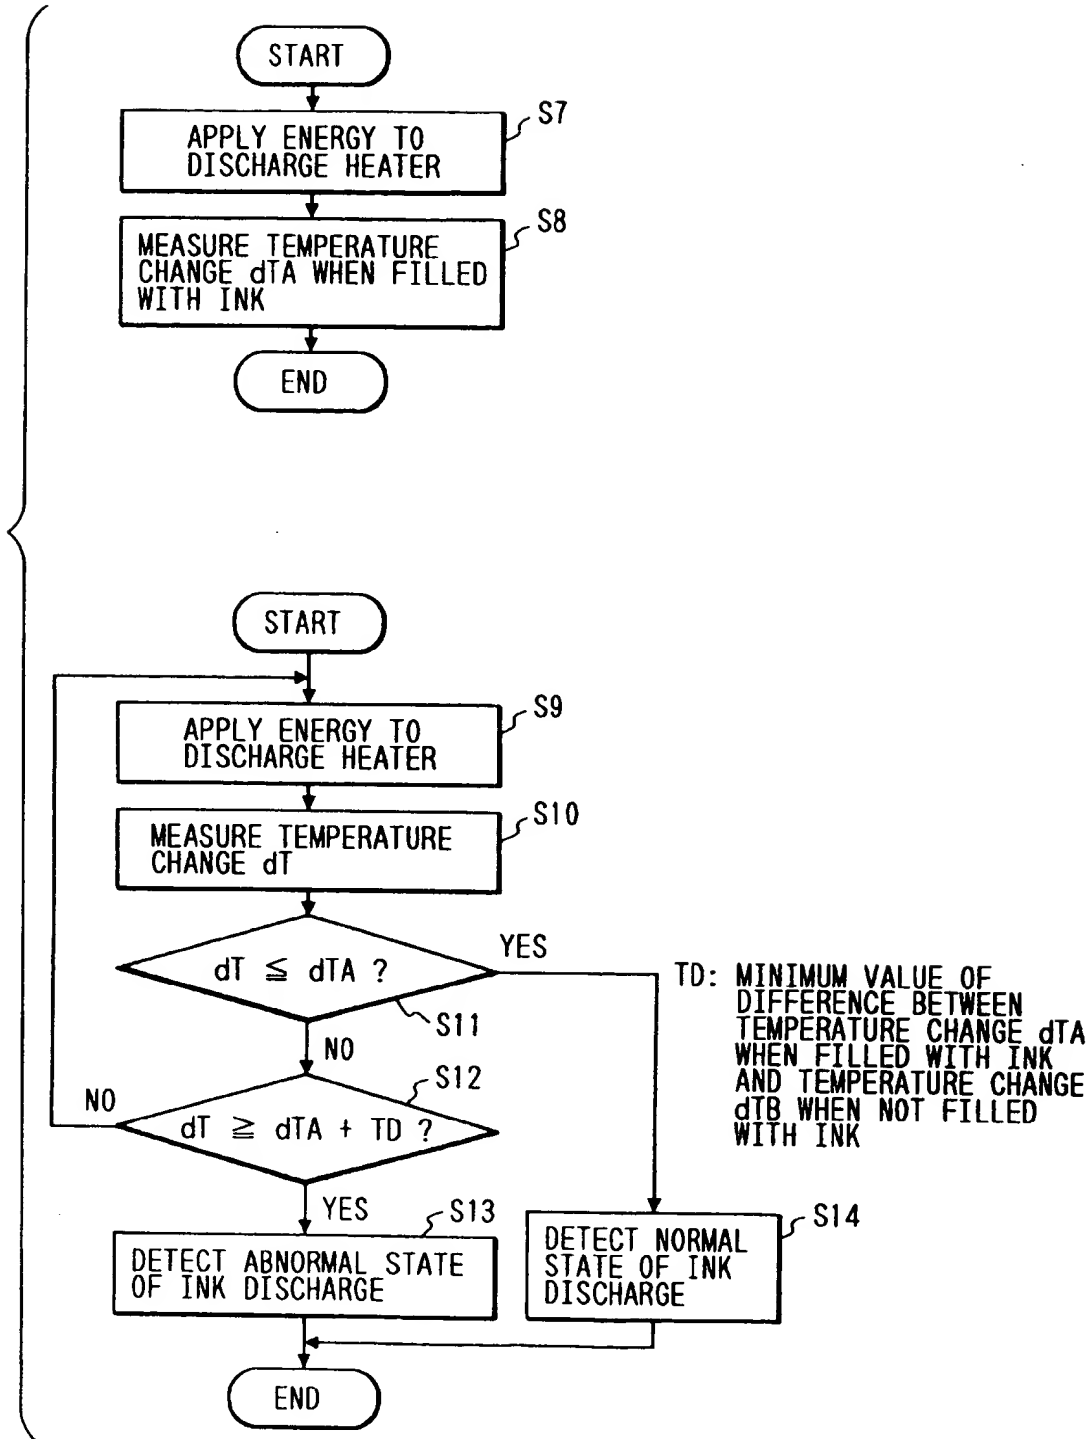 START
S7
APPLY ENERGY TO
DISCHARGE HEATER
S8
MEASURE TEMPERATURE
CHANGE dTA WHEN FILLED
WITH INK
END
START
S9
APPLY ENERGY TO
DISCHARGE HEATER
S10
MEASURE TEMPERATURE
CHANGE dT
dT ≦ dTA ?
YES
S11
NO
S12
dT ≧ dTA + TD ?
NO
YES
TD: MINIMUM VALUE OF
DIFFERENCE BETWEEN
TEMPERATURE CHANGE dTA
WHEN FILLED WITH INK
AND TEMPERATURE CHANGE
dTB WHEN NOT FILLED
WITH INK
S13
DETECT ABNORMAL STATE
OF INK DISCHARGE
S14
DETECT NORMAL
STATE OF INK
DISCHARGE
END